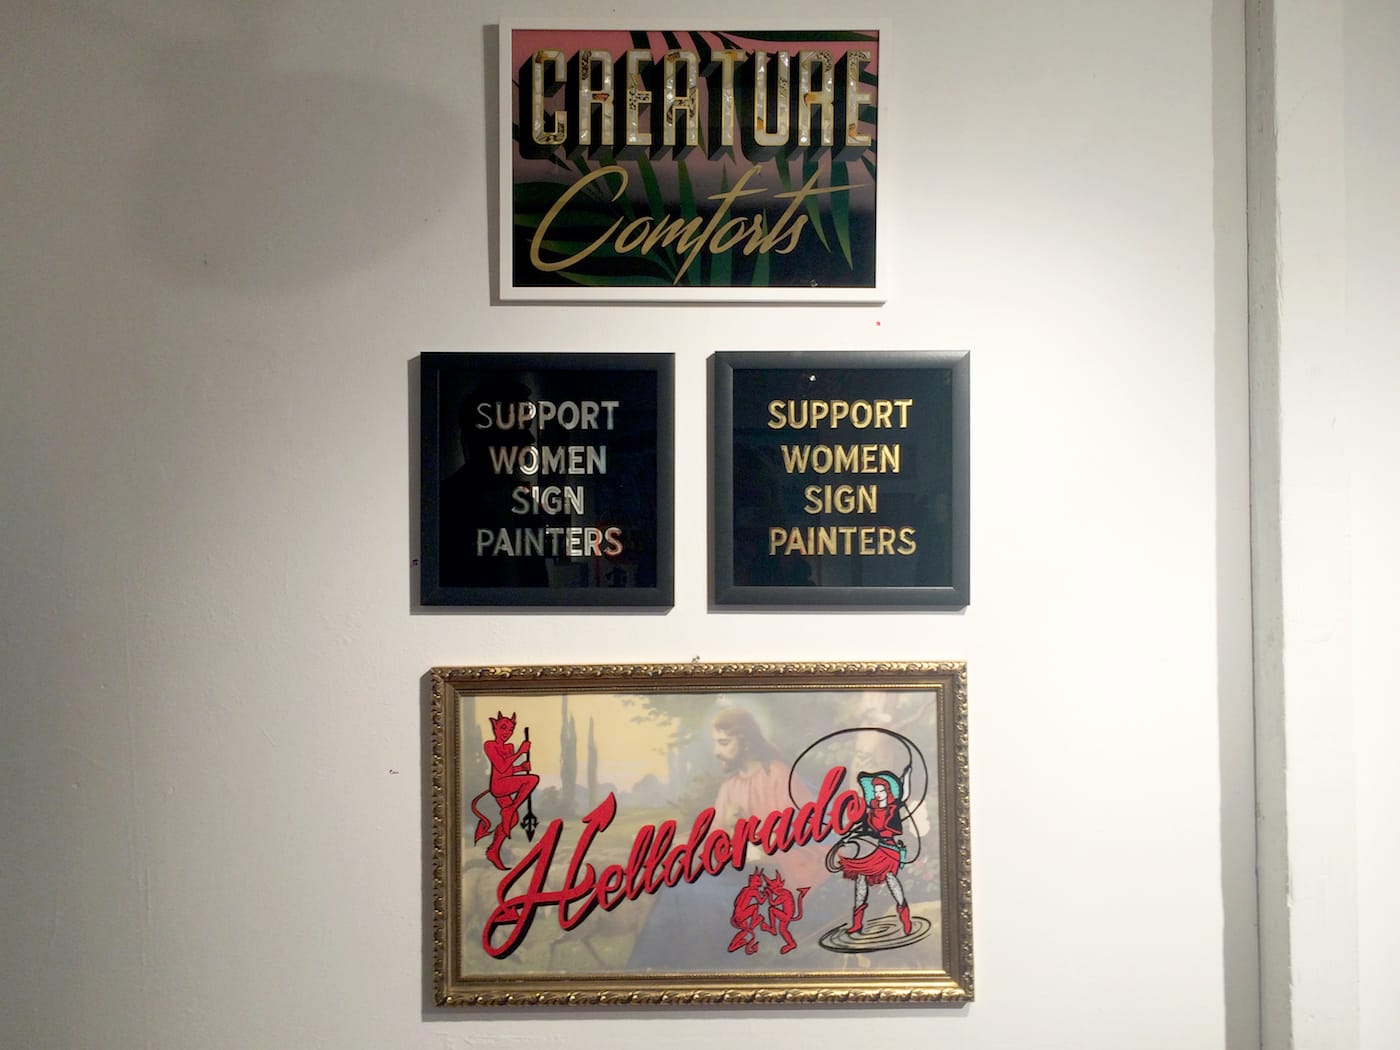 CREATURE
Comforts
SUPPORT
WOMEN
SIGN
PAINTERS
SUPPORT
WOMEN
SIGN
PAINTERS
Helldorado